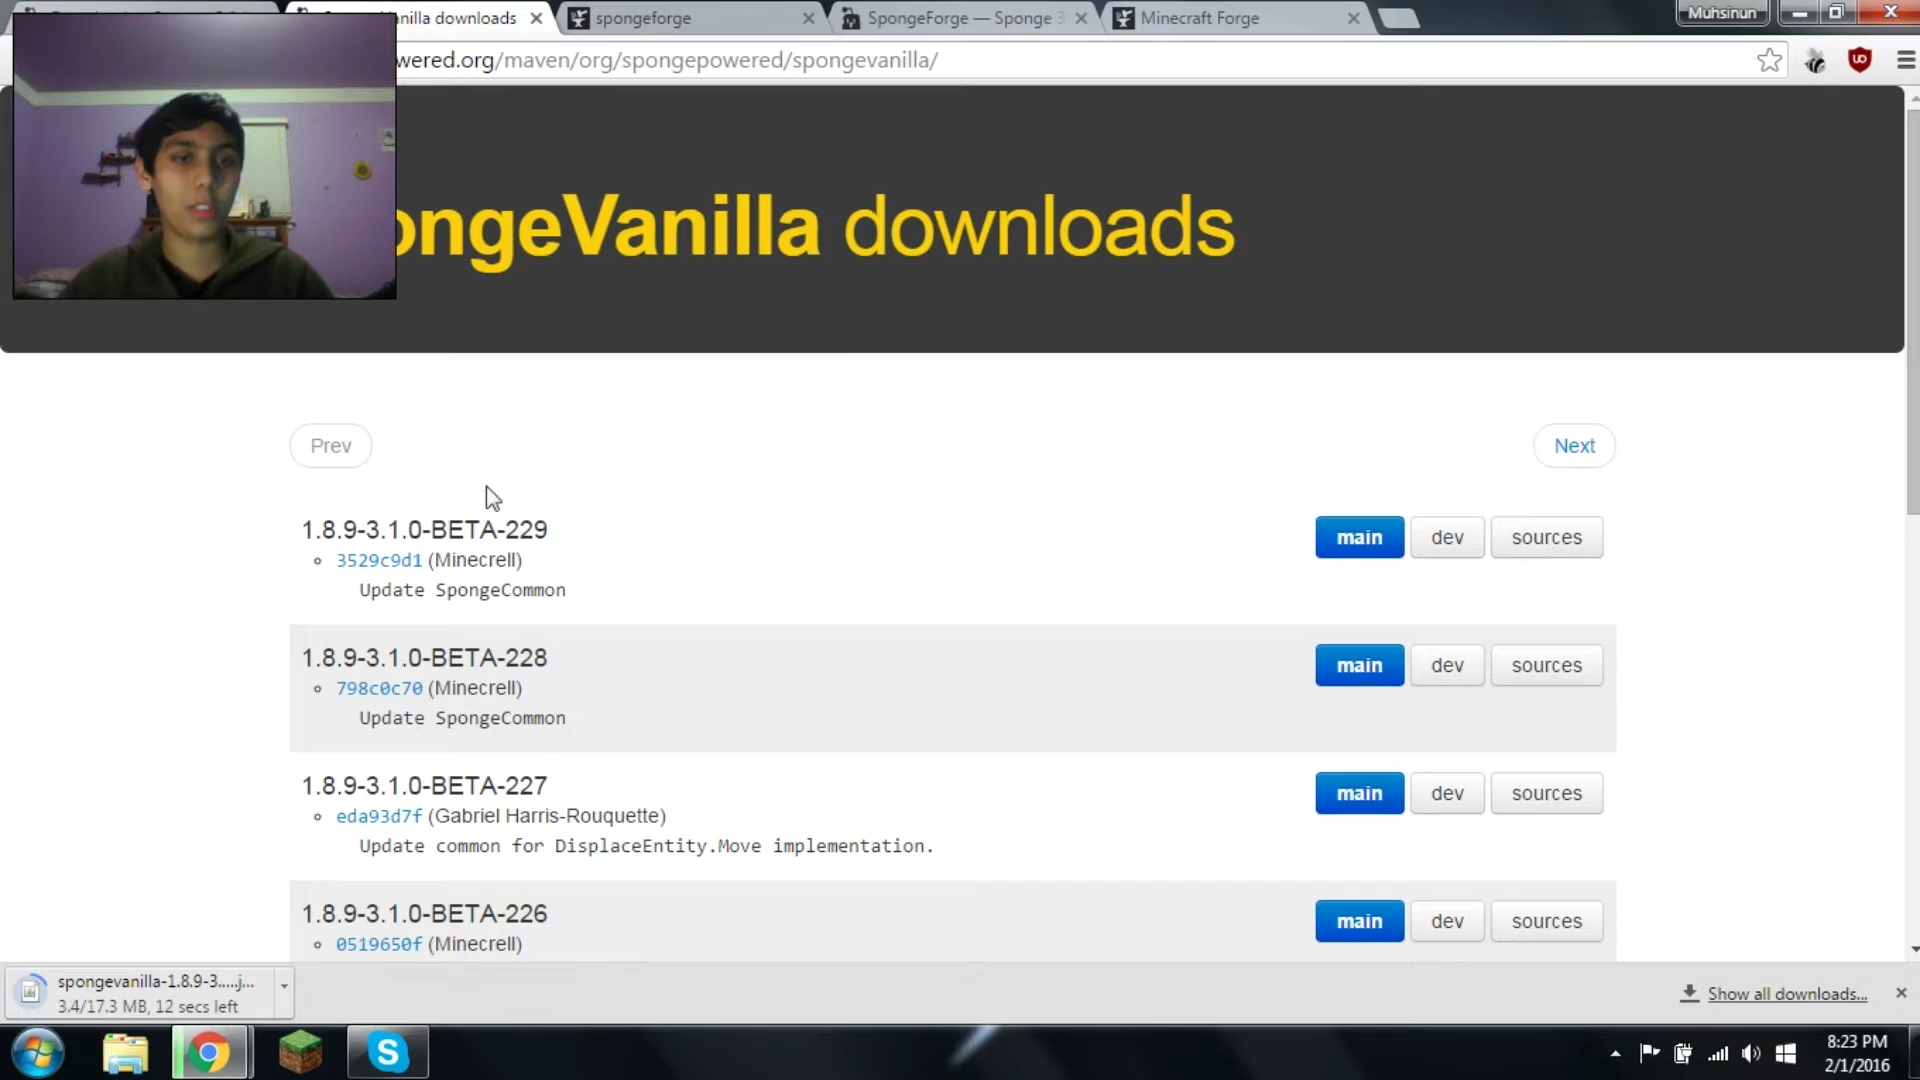 anilla downloads
spongeforge
SpongeForge — Sponge 3
Minecraft Forge
Muhsinun
wered.org/maven/org/spongepowered/spongevanilla/
ongeVanilla downloads
Prev
Next
1.8.9-3.1.0-BETA-229
main dev sources
3529c9d1 (Minecrell)
Update SpongeCommon
1.8.9-3.1.0-BETA-228
main dev sources
798c0c70 (Minecrell)
Update SpongeCommon
1.8.9-3.1.0-BETA-227
main dev sources
eda93d7f (Gabriel Harris-Rouquette)
Update common for DisplaceEntity.Move implementation.
1.8.9-3.1.0-BETA-226
main dev sources
0519650f (Minecrell)
spongevanilla-1.8.9-3.....j...
3.4/17.3 MB, 12 secs left
Show all downloads...
8:23 PM
2/1/2016